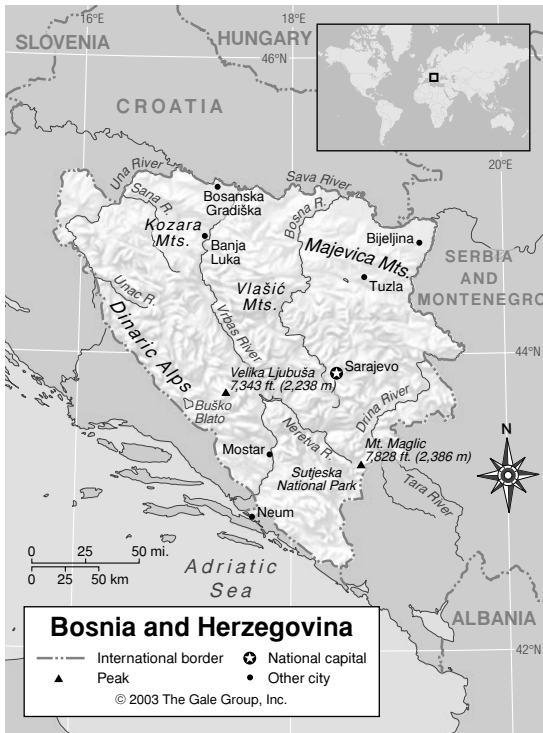 16°E
18°E
SLOVENIA
HUNGARY
46°N
CROATIA
20°E
Una River
Sava River
Sana R.
Bosanska
Gradiška
Bosna R.
Kozara
Mts.
Banja
Luka
Bijeljina
Majevica Mts.
SERBIA
AND
MONTENEGRO
Unac R.
Vlašić
Mts.
Tuzla
Dinaric Alps
Vrbas River
44°N
Velika Ljubuša
7,343 ft. (2,238 m)
Sarajevo
Buško
Blato
Drina River
Neretva R.
Mostar
Mt. Maglic
7,828 ft. (2,386 m)
Sutjeska
National Park
N
Tara River
Neum
0 25 50 mi.
0 25 50 km
Adriatic
Sea
ALBANIA
Bosnia and Herzegovina
International border
National capital
Peak
Other city
© 2003 The Gale Group, Inc.
42°N